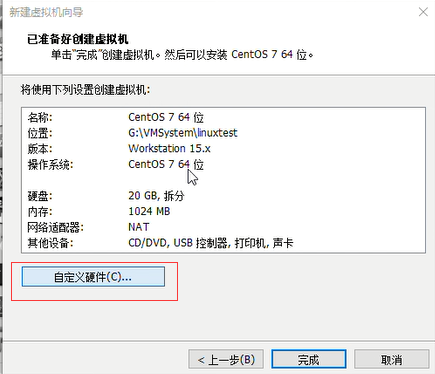 新建虚拟机向导
已准备好创建虚拟机
单击“完成”创建虚拟机。然后可以安装 CentOS 7 64 位。
将使用下列设置创建虚拟机:
名称: CentOS 7 64 位
位置: G:\VMSystem\linuxtest
版本: Workstation 15.x
操作系统: CentOS 7 64 位
硬盘: 20 GB, 拆分
内存: 1024 MB
网络适配器: NAT
其他设备: CD/DVD, USB 控制器, 打印机, 声卡
自定义硬件(C)...
< 上一步(B) 完成 取消